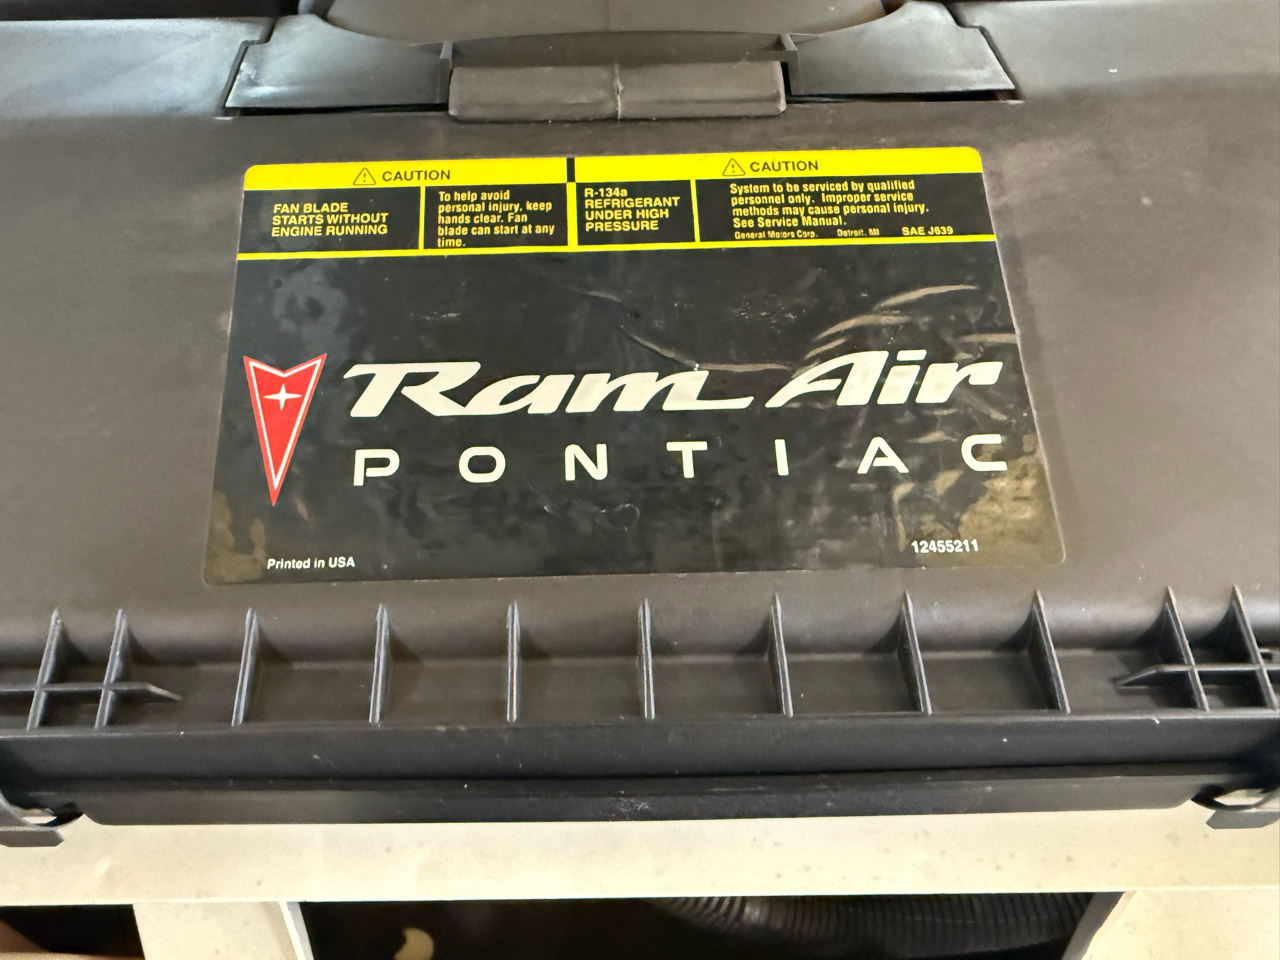 CAUTION
FAN BLADE
STARTS WITHOUT
ENGINE RUNNING
To help avoid
personal injury, keep
hands clear. Fan
blade can start at any
time.
R-134a
REFRIGERANT
UNDER HIGH
PRESSURE
CAUTION
System to be serviced by qualified
personnel only. Improper service
methods may cause personal injury.
See Service Manual.
General Motors Corp. Detroit, MI SAE J639
Ram Air
PONTIAC
Printed in USA
12455211